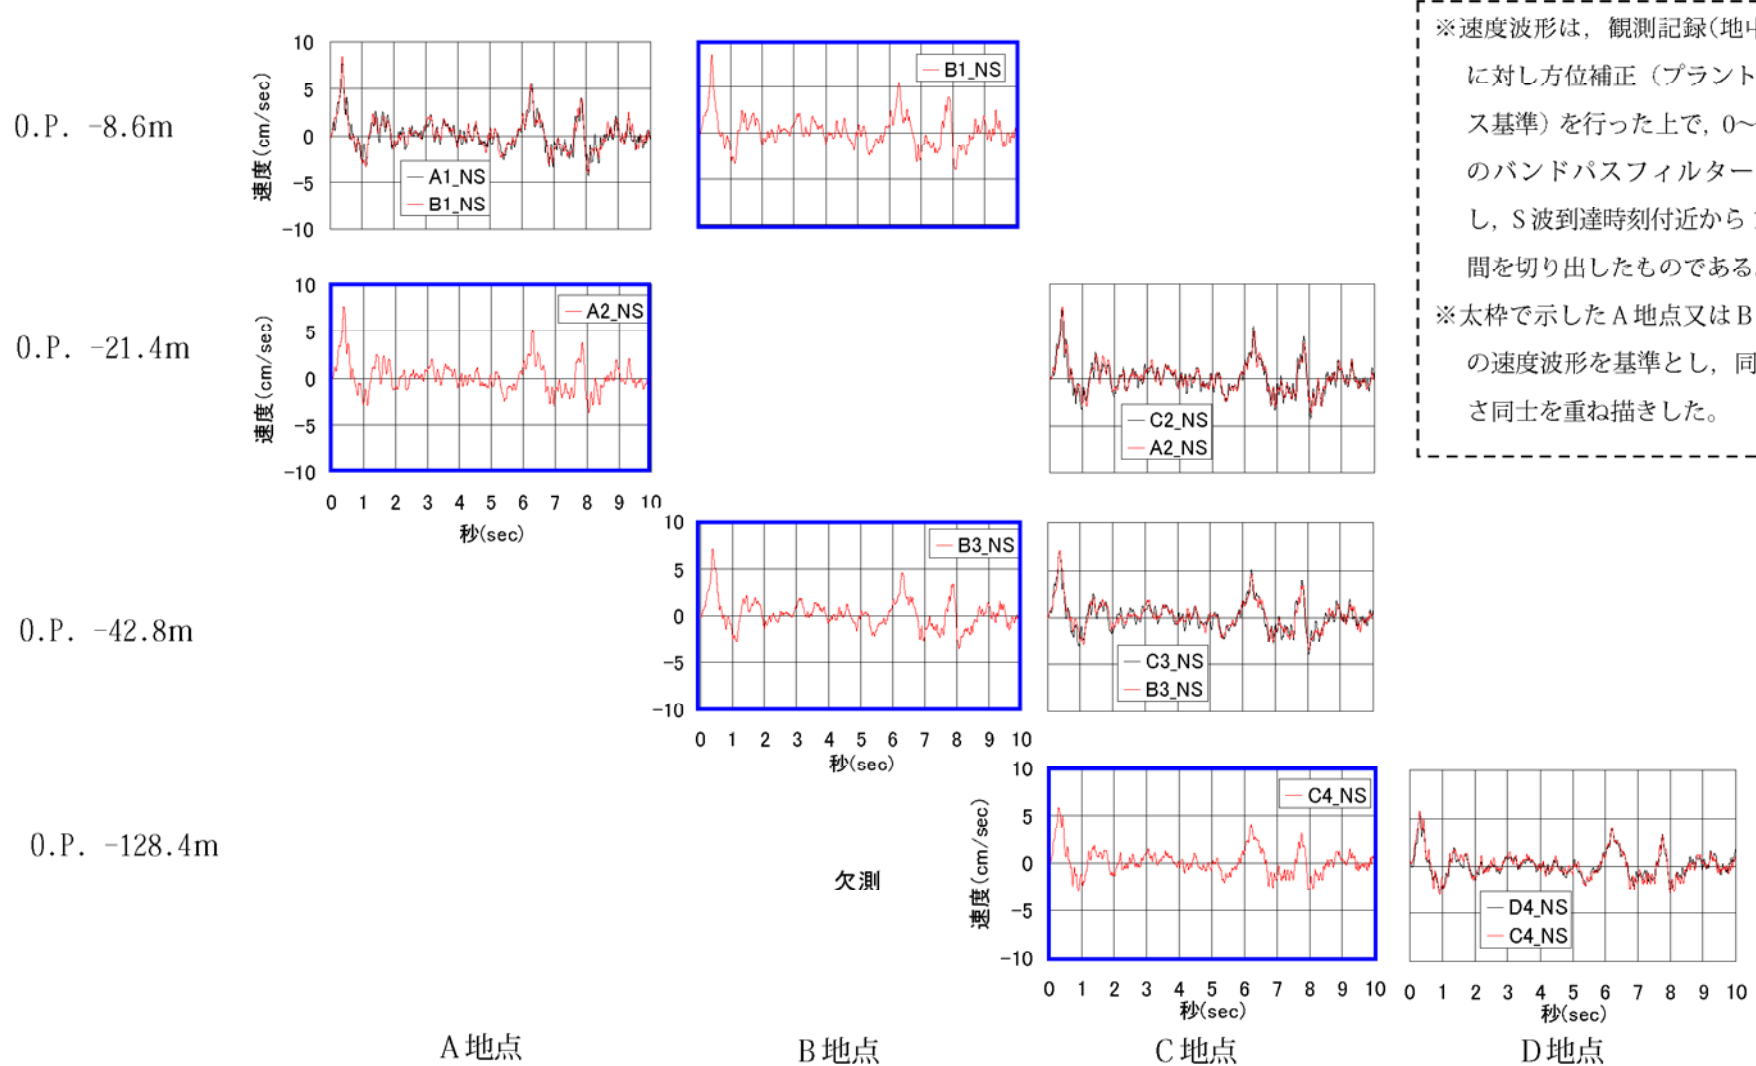 ※速度波形は，観測記録(地中
に対し方位補正（プラント
ス基準）を行った上で，0～
のバンドパスフィルター
し，S波到達時刻付近から
間を切り出したものである
※太枠で示したA地点又はB
の速度波形を基準とし，同
さ同士を重ね描きした。
O.P. -8.6m
速度(cm/sec)
10
5
0
-5
-10
A1_NS
B1_NS
B1_NS
O.P. -21.4m
速度(cm/sec)
10
5
0
-5
-10
A2_NS
0 1 2 3 4 5 6 7 8 9 10
秒(sec)
C2_NS
A2_NS
O.P. -42.8m
10
5
0
-5
-10
B3_NS
0 1 2 3 4 5 6 7 8 9 10
秒(sec)
C3_NS
B3_NS
O.P. -128.4m
欠測
速度(cm/sec)
10
5
0
-5
-10
C4_NS
0 1 2 3 4 5 6 7 8 9 10
秒(sec)
D4_NS
C4_NS
0 1 2 3 4 5 6 7 8 9 10
秒(sec)
A地点
B地点
C地点
D地点